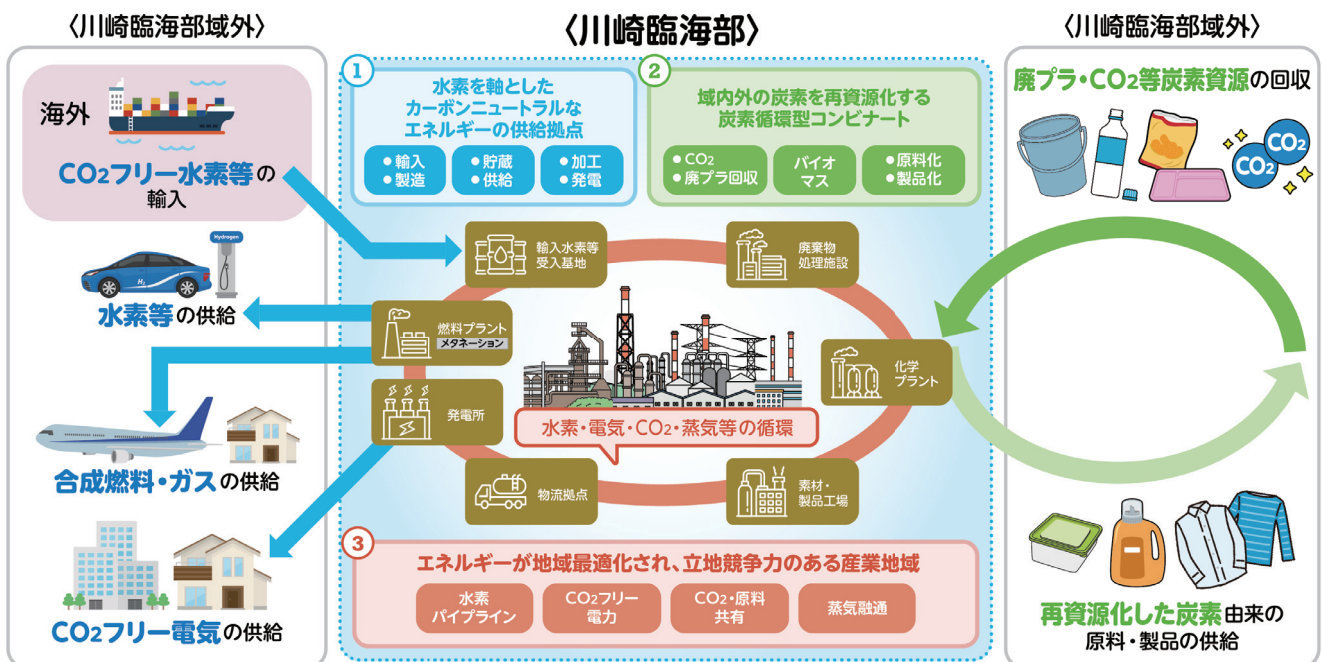 〈川崎臨海部域外〉
海外
CO2フリー水素等の
輸入
Hydrogen
H2
水素等の供給
合成燃料・ガスの供給
CO2フリー電気の供給
〈川崎臨海部〉
1
水素を軸とした
カーボンニュートラルな
エネルギーの供給拠点
●輸入
●製造
●貯蔵
●供給
●加工
●発電
2
域内外の炭素を再資源化する
炭素循環型コンビナート
●CO2
●廃プラ回収
バイオ
マス
●原料化
●製品化
輸入水素等
受入基地
廃棄物
処理施設
燃料プラント
メタネーション
化学
プラント
発電所
水素・電気・CO2・蒸気等の循環
物流拠点
素材・
製品工場
3
エネルギーが地域最適化され、立地競争力のある産業地域
水素
パイプライン
CO2フリー
電力
CO2・原料
共有
蒸気融通
〈川崎臨海部域外〉
廃プラ・CO2等炭素資源の回収
CO2
CO2
再資源化した炭素由来の
原料・製品の供給